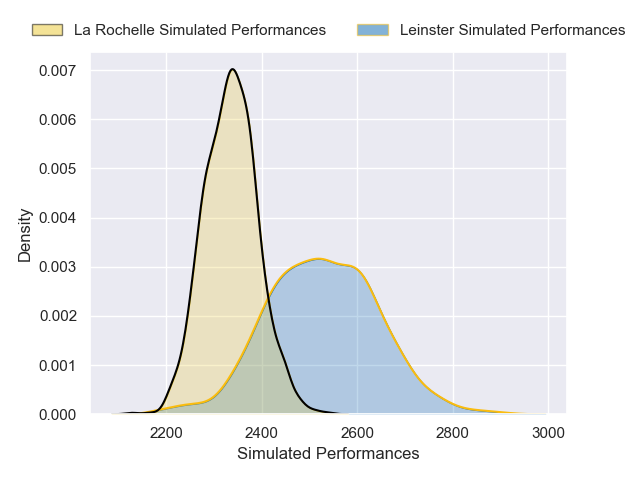 La Rochelle Simulated Performances Leinster Simulated Performances
0.007
0.006
0.005
0.004
0.003
0.002
0.001
0.000
Density
2200 2400 2600 2800 3000
Simulated Performances